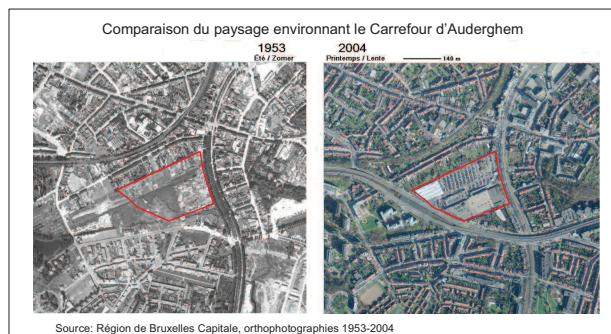 Comparaison du paysage environnant le Carrefour d'Auderghem
1953
Été / Zomer
2004
Printemps / Lente
140 m
Source: Région de Bruxelles Capitale, orthophotographies 1953-2004